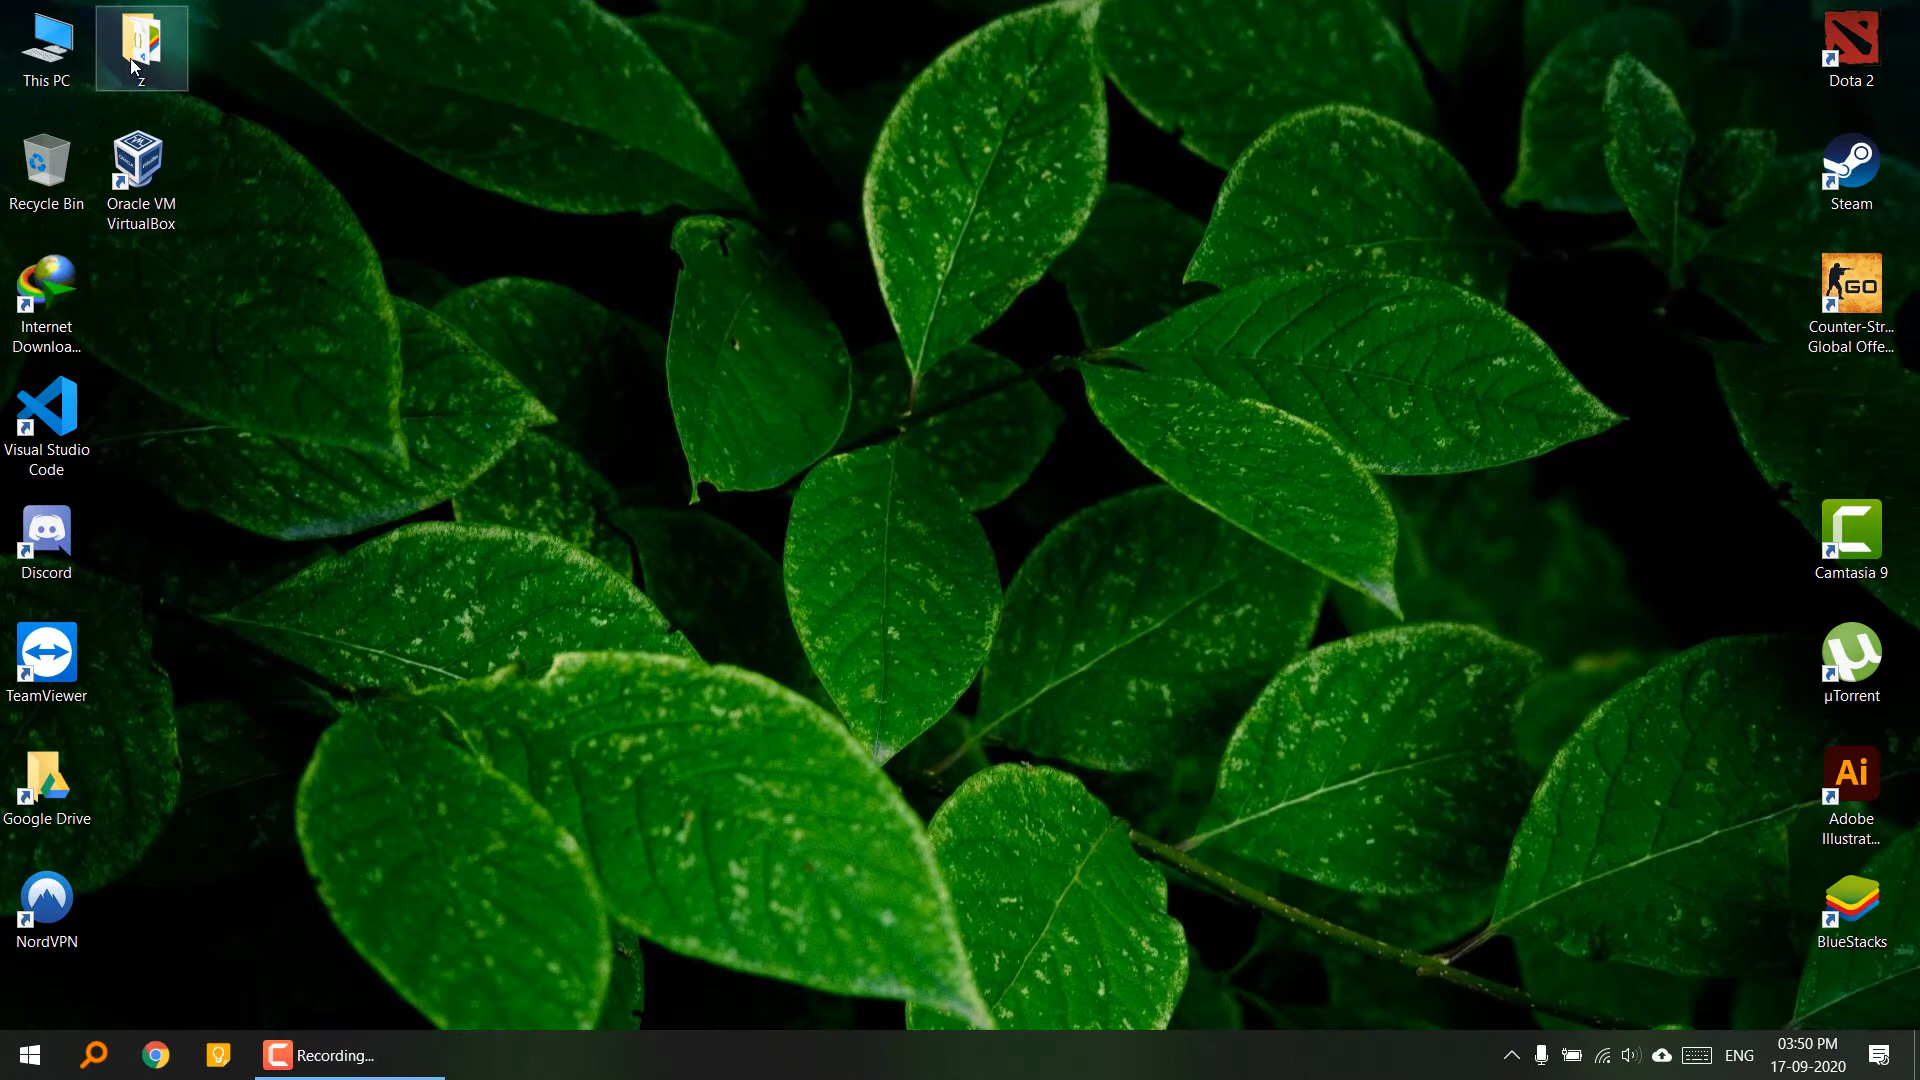 This PC
z
Recycle Bin
Oracle VM
VirtualBox
Internet
Downloa...
Visual Studio
Code
Discord
TeamViewer
Google Drive
NordVPN
Dota 2
Steam
GO
Counter-Str...
Global Offe...
Camtasia 9
µ
µTorrent
Ai
Adobe
Illustrat...
BlueStacks
Recording...
ENG
03:50 PM
17-09-2020